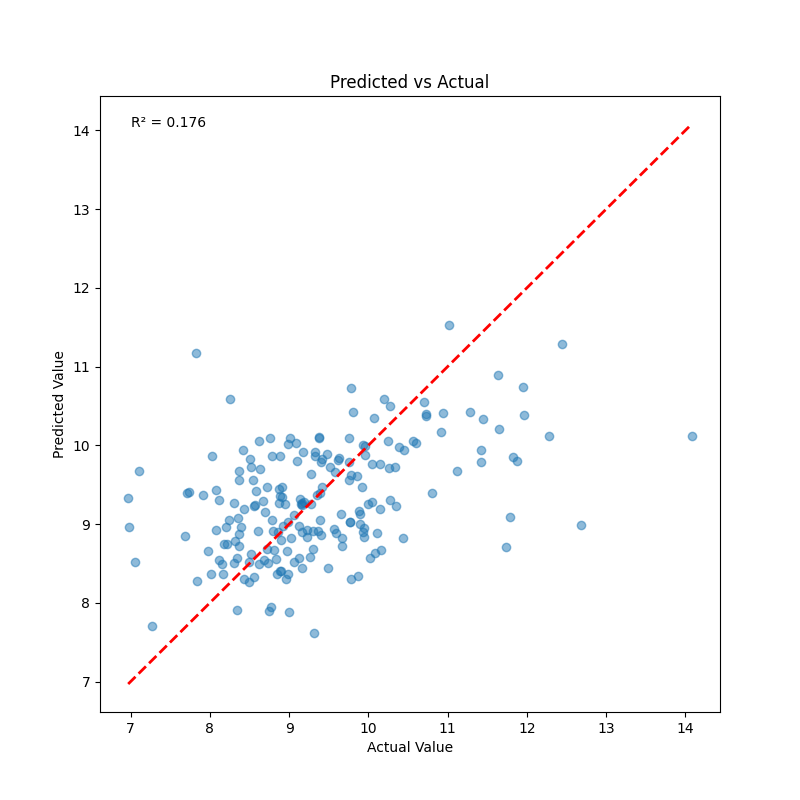 Predicted vs Actual
R² = 0.176
14
13
12
11
10
9
8
7
Predicted Value
7 8 9 10 11 12 13 14
Actual Value